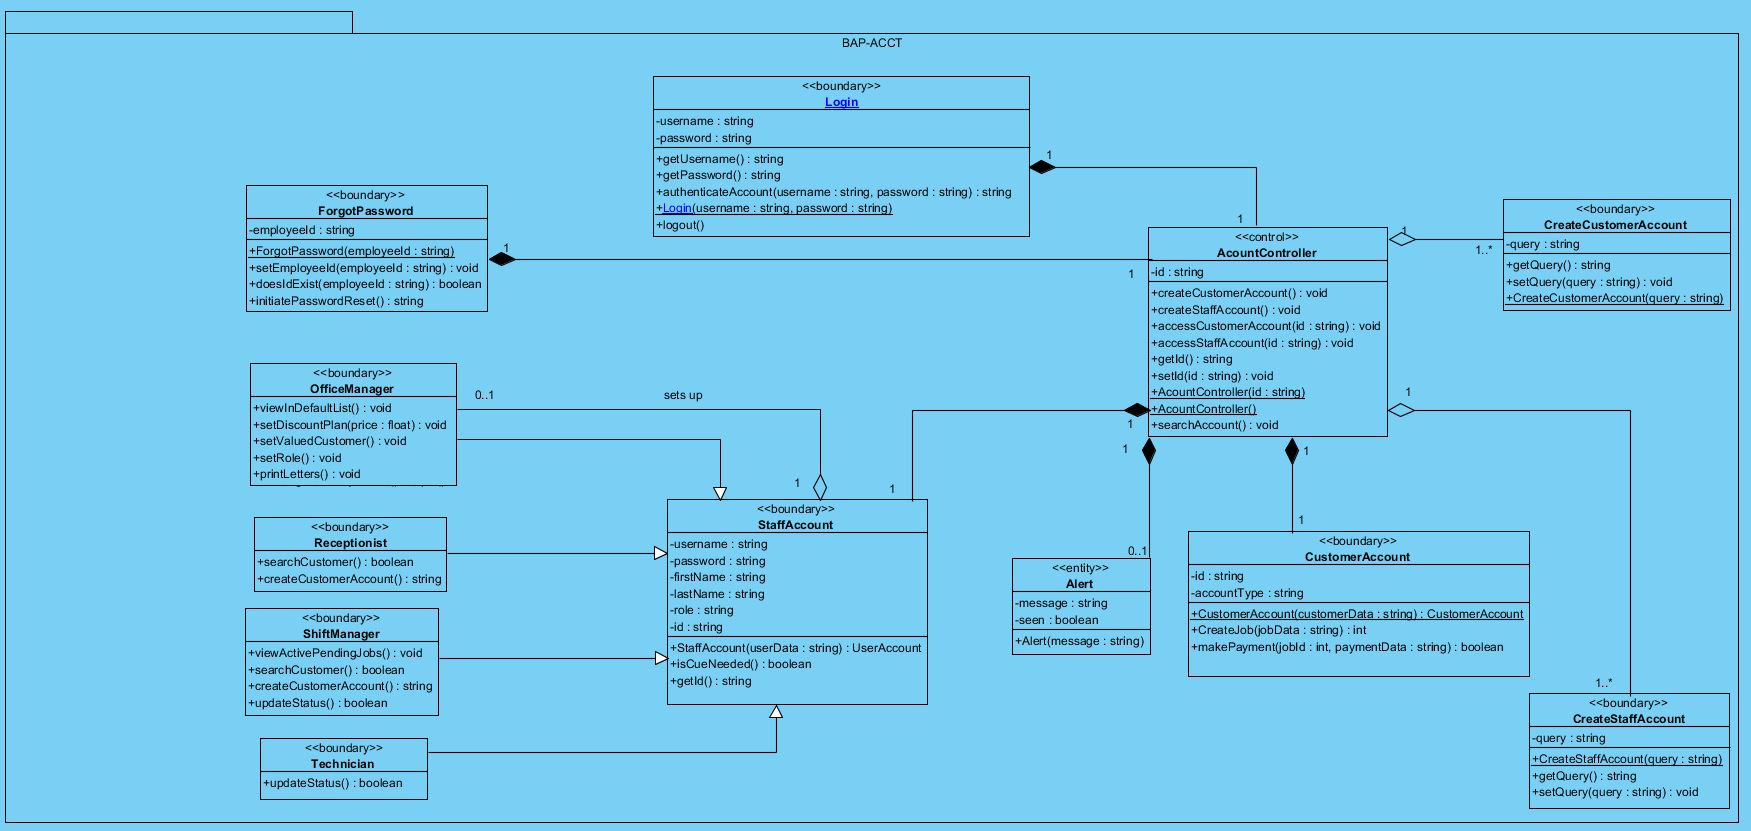 BAP-ACCT
<<boundary>>
Login
-username : string
-password : string
+getUsername() : string
+getPassword() : string
+authenticateAccount(username : string, password : string) : string
+Login(username : string, password : string)
+logout()
1
1
<<boundary>>
ForgotPassword
-employeeId : string
+ForgotPassword(employeeId : string)
+setEmployeeId(employeeId : string) : void
+doesIdExist(employeeId : string) : boolean
+initiatePasswordReset() : string
1
1
<<control>>
AcountController
-id : string
+createCustomerAccount() : void
+createStaffAccount() : void
+accessCustomerAccount(id : string) : void
+accessStaffAccount(id : string) : void
+getId() : string
+setId(id : string) : void
+AcountController(id : string)
+AcountController()
+searchAccount() : void
1
1..*
<<boundary>>
CreateCustomerAccount
-query : string
+getQuery() : string
+setQuery(query : string) : void
+CreateCustomerAccount(query : string)
<<boundary>>
OfficeManager
+viewInDefaultList() : void
+setDiscountPlan(price : float) : void
+setValuedCustomer() : void
+setRole() : void
+printLetters() : void
0..1
sets up
1
1
1
1
1
1
<<boundary>>
Receptionist
+searchCustomer() : boolean
+createCustomerAccount() : string
<<boundary>>
StaffAccount
-username : string
-password : string
-firstName : string
-lastName : string
-role : string
-id : string
+StaffAccount(userData : string) : UserAccount
+isCueNeeded() : boolean
+getId() : string
0..1
<<entity>>
Alert
-message : string
-seen : boolean
+Alert(message : string)
1
<<boundary>>
CustomerAccount
-id : string
-accountType : string
+CustomerAccount(customerData : string) : CustomerAccount
+CreateJob(jobData : string) : int
+makePayment(jobId : int, paymentData : string) : boolean
<<boundary>>
ShiftManager
+viewActivePendingJobs() : void
+searchCustomer() : boolean
+createCustomerAccount() : string
+updateStatus() : boolean
<<boundary>>
Technician
+updateStatus() : boolean
1..*
<<boundary>>
CreateStaffAccount
-query : string
+CreateStaffAccount(query : string)
+getQuery() : string
+setQuery(query : string) : void